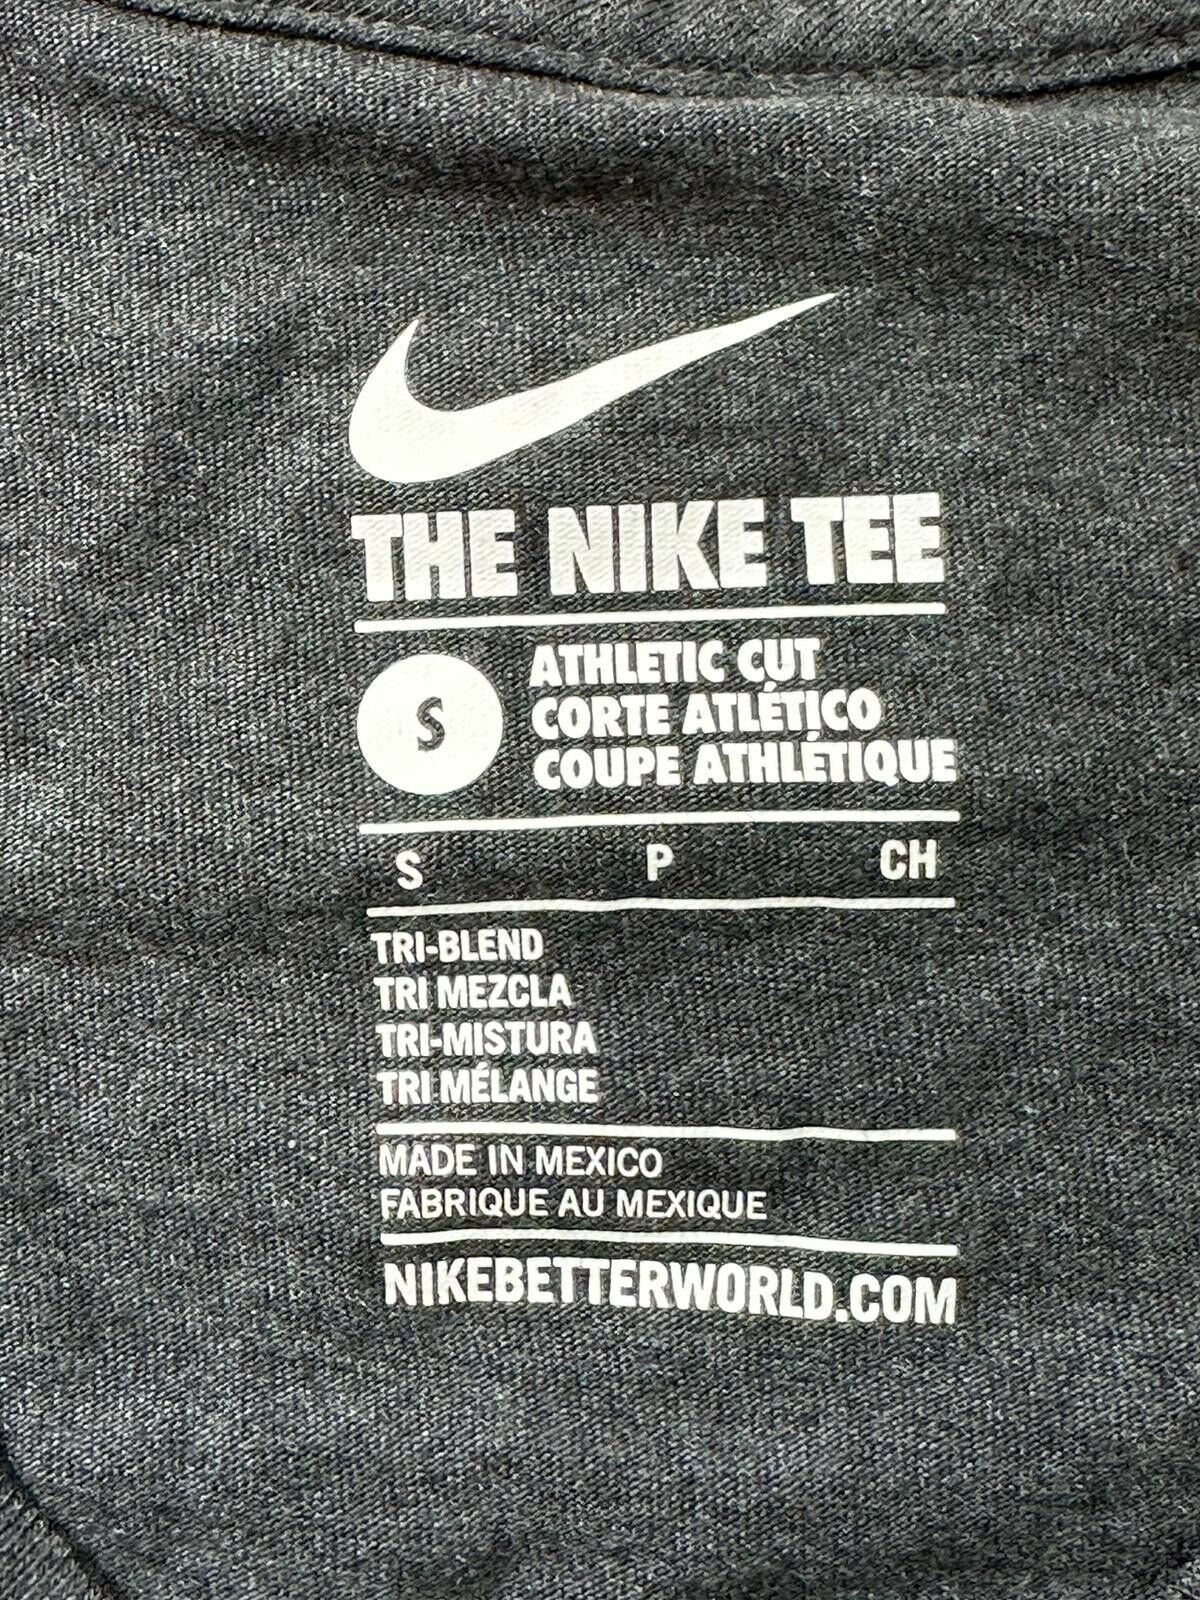 THE NIKE TEE
S
ATHLETIC CUT
CORTE ATLÉTICO
COUPE ATHLÉTIQUE
S P CH
TRI-BLEND
TRI MEZCLA
TRI-MISTURA
TRI MÉLANGE
MADE IN MEXICO
FABRIQUE AU MEXIQUE
NIKEBETTERWORLD.COM